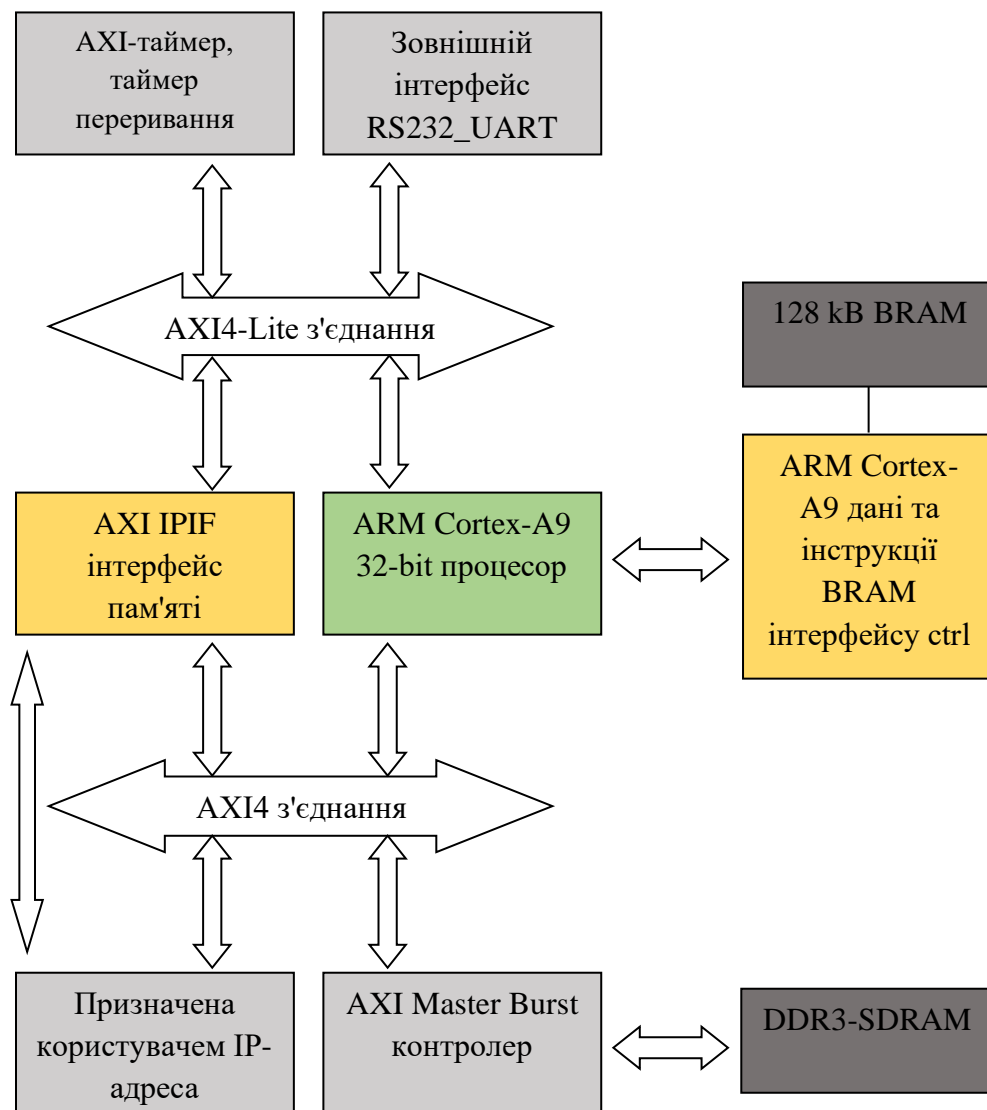 AXI-таймер,
таймер
переривання
Зовнішній
інтерфейс
RS232_UART
AXI4-Lite з'єднання
128 kB BRAM
AXI IPIF
інтерфейс
пам'яті
ARM Cortex-A9
32-bit процесор
ARM Cortex-
A9 дані та
інструкції
BRAM
інтерфейсу ctrl
AXI4 з'єднання
Призначена
користувачем IP-
адреса
AXI Master Burst
контролер
DDR3-SDRAM